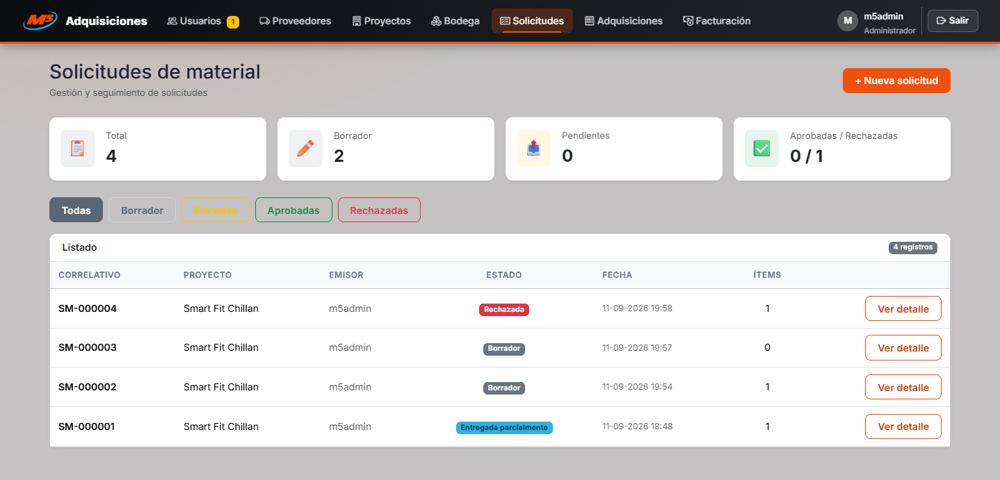 M5 Adquisiciones Usuarios 1 Proveedores Proyectos Bodega Solicitudes Adquisiciones Facturación M m5admin Administrador Salir
Solicitudes de material
Gestión y seguimiento de solicitudes
+ Nueva solicitud
Total
4
Borrador
2
Pendientes
0
Aprobadas / Rechazadas
0 / 1
Todas Borrador Enviadas Aprobadas Rechazadas
Listado 4 registros
CORRELATIVO PROYECTO EMISOR ESTADO FECHA ÍTEMS
SM-000004 Smart Fit Chillan m5admin Rechazada 11-09-2026 19:58 1 Ver detalle
SM-000003 Smart Fit Chillan m5admin Borrador 11-09-2026 19:57 0 Ver detalle
SM-000002 Smart Fit Chillan m5admin Borrador 11-09-2026 19:54 1 Ver detalle
SM-000001 Smart Fit Chillan m5admin Entregada parcialmente 11-09-2026 18:48 1 Ver detalle